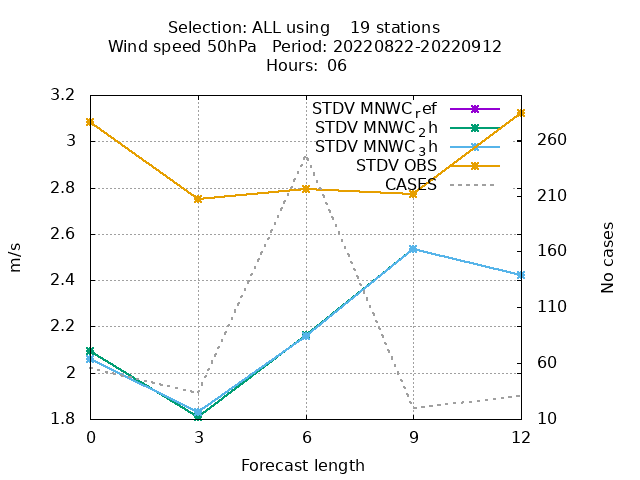 Selection: ALL using    19 stations
Wind speed 50hPa   Period: 20220822-20220912
Hours:  06
STDV MNWC_ref
STDV MNWC_2h
STDV MNWC_3h
STDV OBS
CASES
3.2
3
2.8
2.6
2.4
2.2
2
1.8
m/s
260
210
160
110
60
10
No cases
0 3 6 9 12
Forecast length